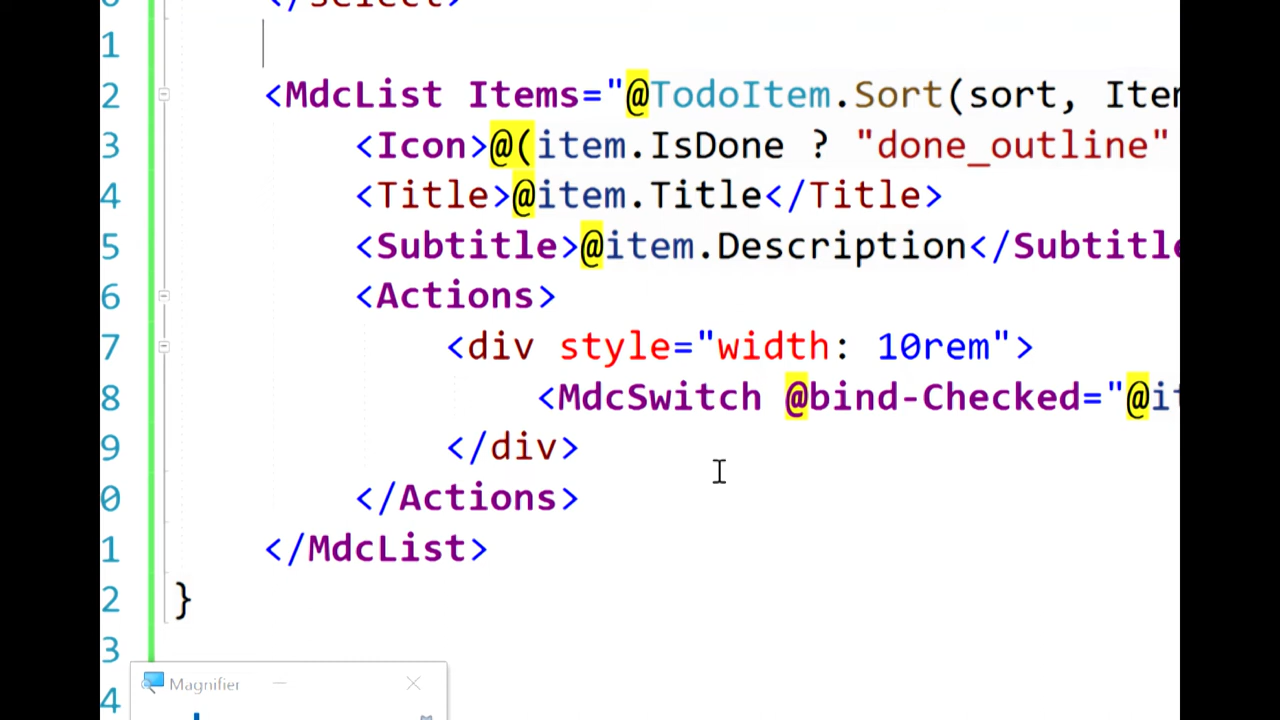 </select>
1
2 <MdcList Items="@TodoItem.Sort(sort,
3 <Icon>@(item.IsDone ? "done_outline"
4 <Title>@item.Title</Title>
5 <Subtitle>@item.Description</Subtitle
6 <Actions>
7 <div style="width: 10rem">
8 <MdcSwitch @bind-Checked="@it
9 </div>
0 </Actions>
1 </MdcList>
2 }
3
4
Magnifier